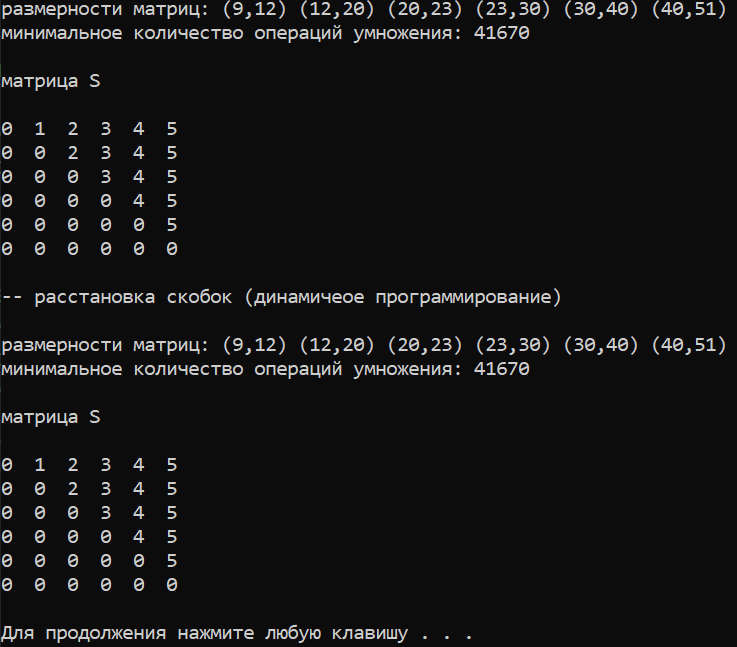 размерности матриц: (9,12) (12,20) (20,23) (23,30) (30,40) (40,51)
минимальное количество операций умножения: 41670
матрица S
0 1 2 3 4 5
0 0 2 3 4 5
0 0 0 3 4 5
0 0 0 0 4 5
0 0 0 0 0 5
0 0 0 0 0 0
-- расстановка скобок (динамичеое программирование)
размерности матриц: (9,12) (12,20) (20,23) (23,30) (30,40) (40,51)
минимальное количество операций умножения: 41670
матрица S
0 1 2 3 4 5
0 0 2 3 4 5
0 0 0 3 4 5
0 0 0 0 4 5
0 0 0 0 0 5
0 0 0 0 0 0
Для продолжения нажмите любую клавишу . . .